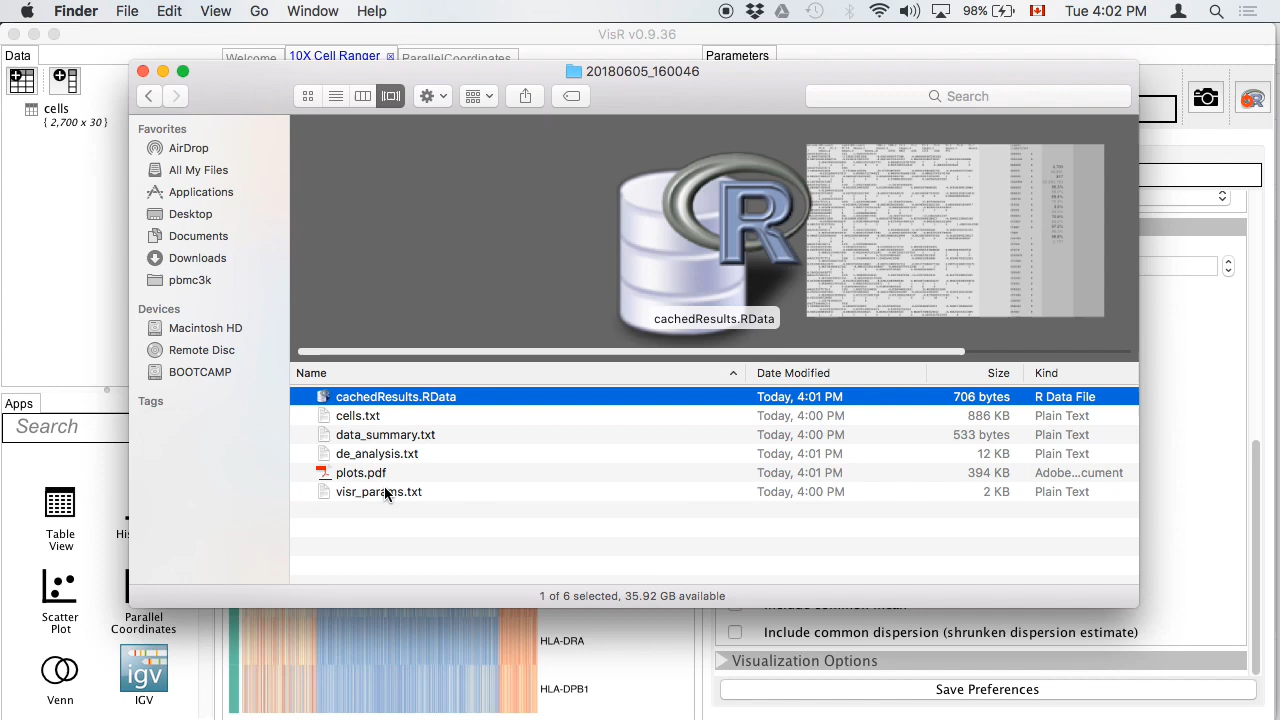 Finder File Edit View Go Window Help 98% Tue 4:02 PM
VisR v0.9.36
Data Welcome 10X Cell Ranger ParallelCoordinates Parameters
20180605_160046
Search
cells
{ 2,700 x 30 }
Favorites
AirDrop
All My Files
Applications
Desktop
Documents
Downloads
pbmc3k
Devices
Macintosh HD
Remote Disc
BOOTCAMP
Tags
R
cachedResults.RData
Name Date Modified Size Kind
cachedResults.RData Today, 4:01 PM 706 bytes R Data File
cells.txt Today, 4:00 PM 886 KB Plain Text
data_summary.txt Today, 4:00 PM 533 bytes Plain Text
de_analysis.txt Today, 4:01 PM 12 KB Plain Text
plots.pdf Today, 4:01 PM 394 KB Adobe...cument
visr_params.txt Today, 4:00 PM 2 KB Plain Text
1 of 6 selected, 35.92 GB available
Apps
Search
Table View
Scatter Plot
Parallel Coordinates
Venn
igv
IGV
HLA-DRA
HLA-DPB1
Include common mean
Include common dispersion (shrunken dispersion estimate)
Visualization Options
Save Preferences